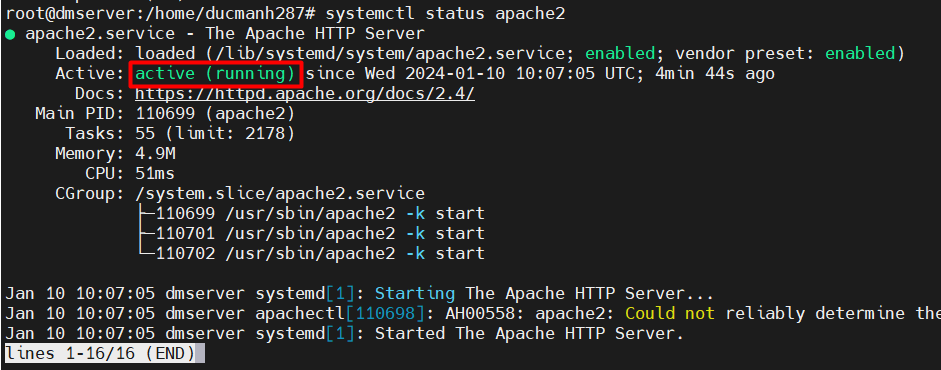 root@dmserver:/home/ducmanh287# systemctl status apache2
● apache2.service - The Apache HTTP Server
     Loaded: loaded (/lib/systemd/system/apache2.service; enabled; vendor preset: enabled)
     Active: active (running) since Wed 2024-01-10 10:07:05 UTC; 4min 44s ago
       Docs: https://httpd.apache.org/docs/2.4/
   Main PID: 110699 (apache2)
      Tasks: 55 (limit: 2178)
     Memory: 4.9M
        CPU: 51ms
     CGroup: /system.slice/apache2.service
             ├─110699 /usr/sbin/apache2 -k start
             ├─110701 /usr/sbin/apache2 -k start
             └─110702 /usr/sbin/apache2 -k start
Jan 10 10:07:05 dmserver systemd[1]: Starting The Apache HTTP Server...
Jan 10 10:07:05 dmserver apachectl[110698]: AH00558: apache2: Could not reliably determine the
Jan 10 10:07:05 dmserver systemd[1]: Started The Apache HTTP Server.
lines 1-16/16 (END)